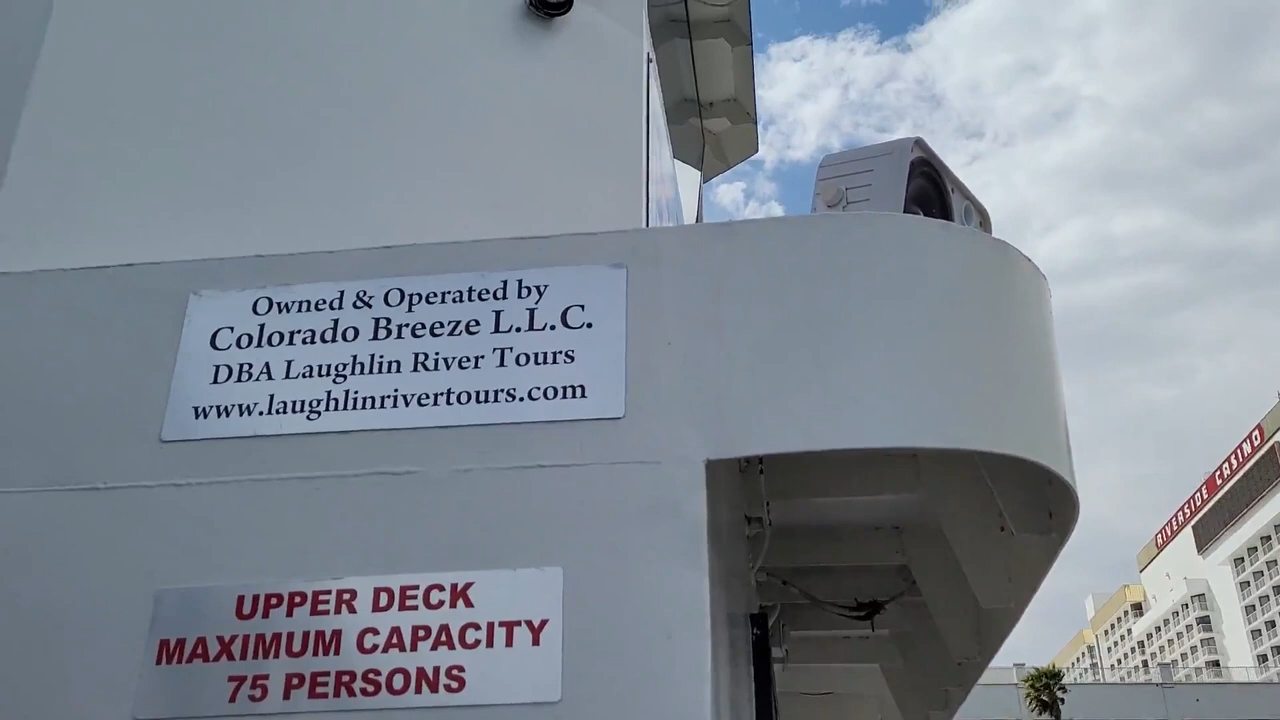 Owned & Operated by
Colorado Breeze L.L.C.
DBA Laughlin River Tours
www.laughlinrivertours.com
UPPER DECK
MAXIMUM CAPACITY
75 PERSONS
RIVERSIDE CASINO